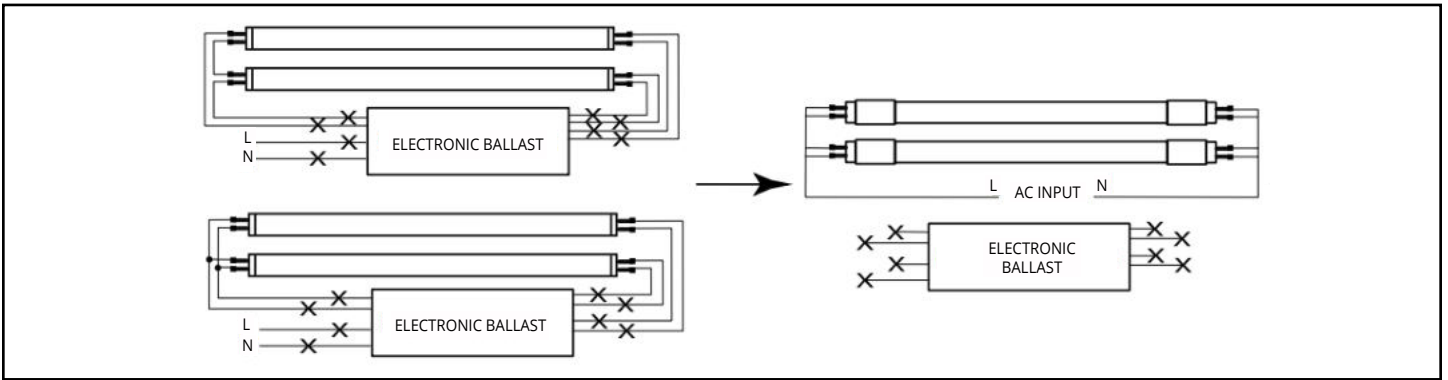 L
N
ELECTRONIC BALLAST
L
N
ELECTRONIC BALLAST
L AC INPUT N
ELECTRONIC
BALLAST